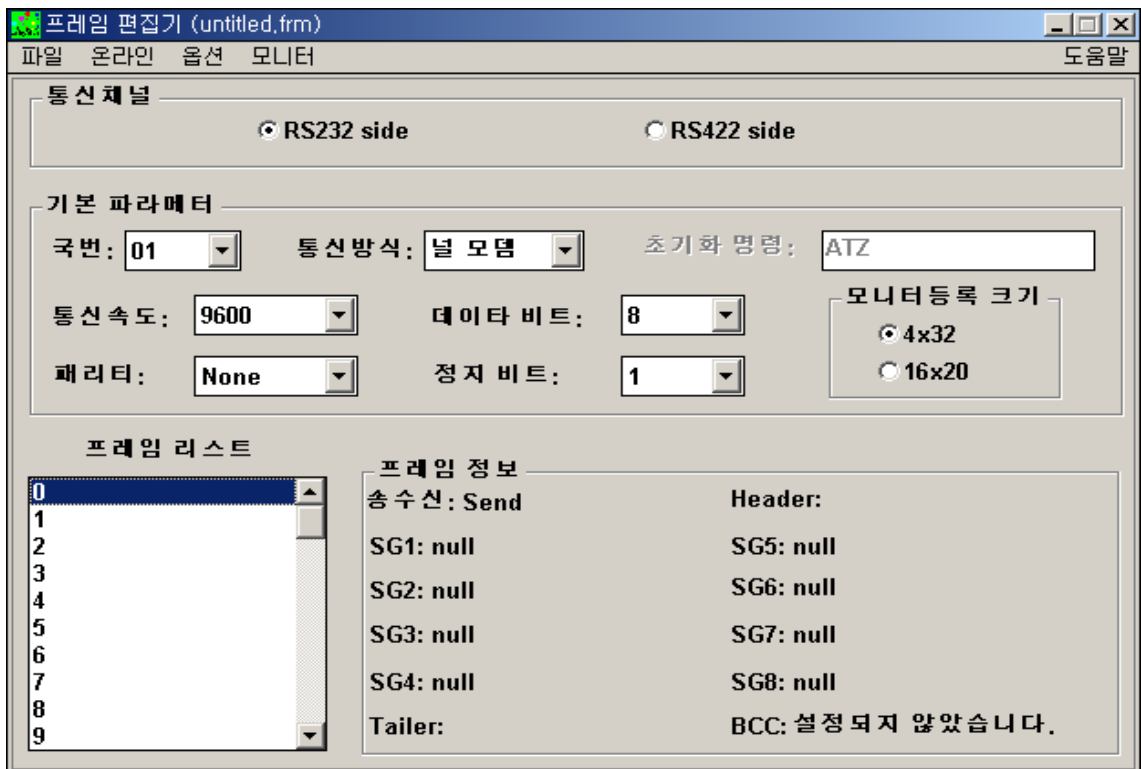 프레임 편집기 (untitled.frm)
파일 온라인 옵션 모니터 도움말
통신채널
RS232 side RS422 side
기본 파라메터
국번: 01 통신방식: 널 모뎀 초기화 명령: ATZ
통신속도: 9600 데이타 비트: 8
모니터등록 크기
4x32
16x20
패리티: None 정지 비트: 1
프레임 리스트
0
1
2
3
4
5
6
7
8
9
프레임 정보
송수신: Send Header:
SG1: null SG5: null
SG2: null SG6: null
SG3: null SG7: null
SG4: null SG8: null
Tailer: BCC: 설정되지 않았습니다.